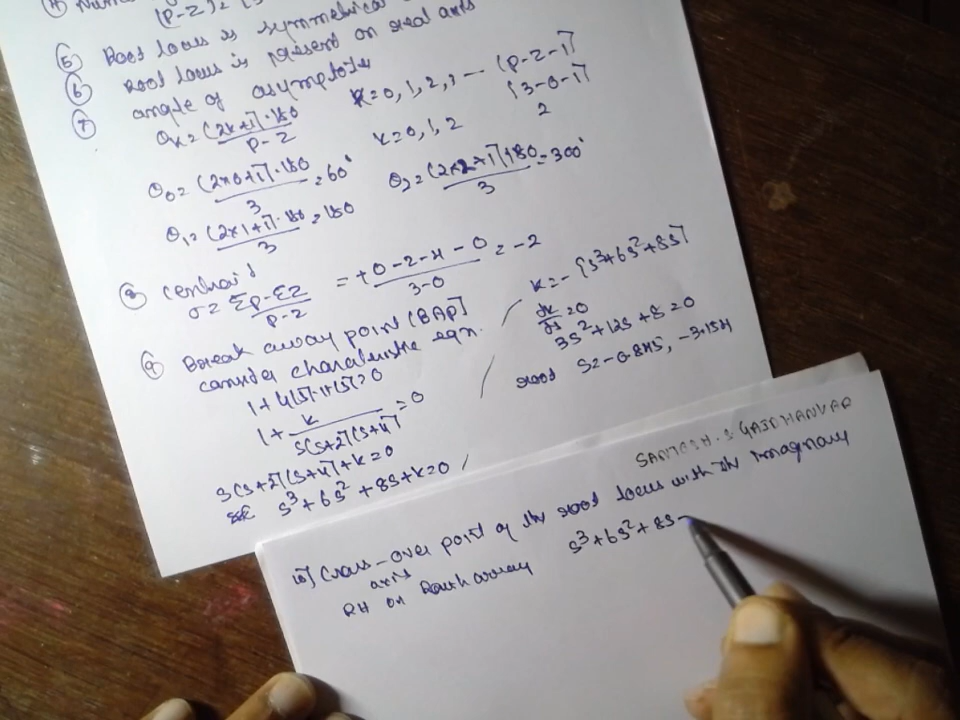 (P-Z) =
⑤ Root locus is symmetrical
⑥ root locus is present on real axis
⑦ angle of asymptote
θk = (2k+1)·180 / P-Z K=0,1,2,--- {P-Z-1}
K=0,1,2 {3-0-1}
2
θ0 = (2×0+1)·180 / 3 = 60° θ2 = (2×2+1)180 / 3 = 300°
θ1 = (2×1+1)·180 / 3 = 180
⑧ Centroid
σ = ΣP-ΣZ / P-Z = +0-2-4-0 / 3-0 = -2
⑨ Break away point (BAP)
consider characteristic eqn.
1+G(s)·H(s)=0
1+ K / s(s+2)(s+4) = 0
s(s+2)(s+4)+k=0
s³+6s²+8s+k=0
K = -{s³+6s²+8s}
dk/ds = 0
3s²+12s+8=0
root S=-0.845, -3.154
SANTOSH.S GAJDHANKAR
10] Cross-over point of the root locus with the imaginary
axis
RH or Routh array s³+6s²+8s